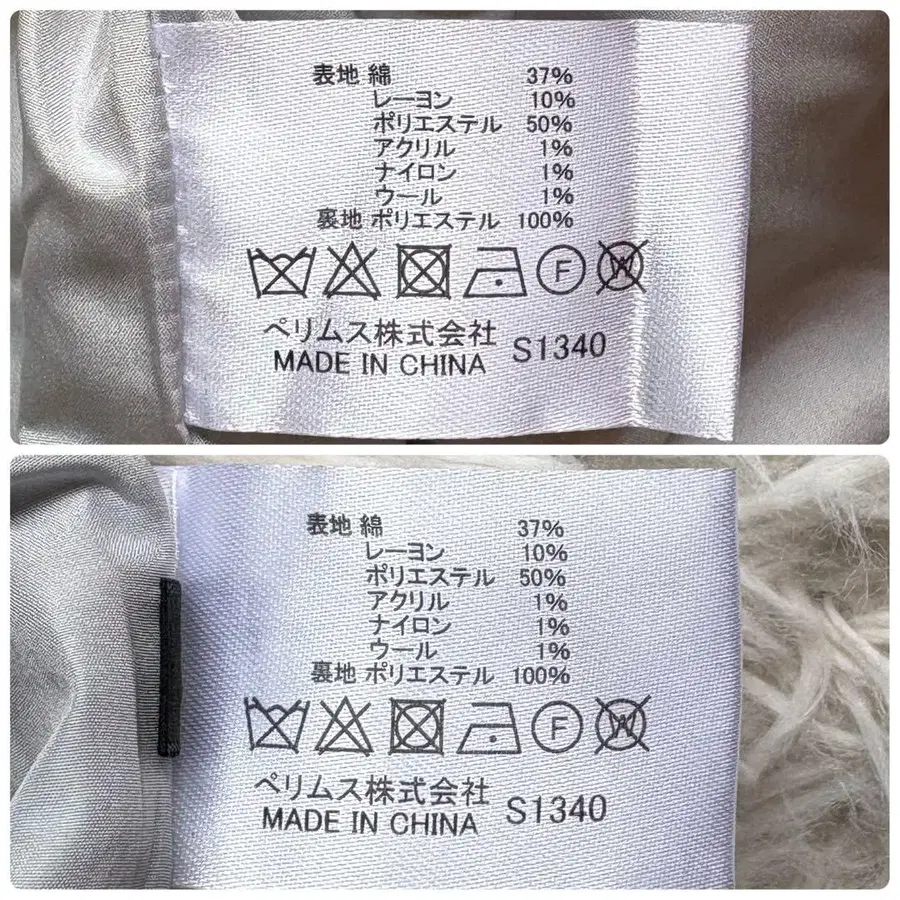 表地 綿 37%
レーヨン 10%
ポリエステル 50%
アクリル 1%
ナイロン 1%
ウール 1%
裏地 ポリエステル 100%
F W
ペリムス株式会社
MADE IN CHINA S1340
表地 綿 37%
レーヨン 10%
ポリエステル 50%
アクリル 1%
ナイロン 1%
ウール 1%
裏地 ポリエステル 100%
F W
ペリムス株式会社
MADE IN CHINA S1340